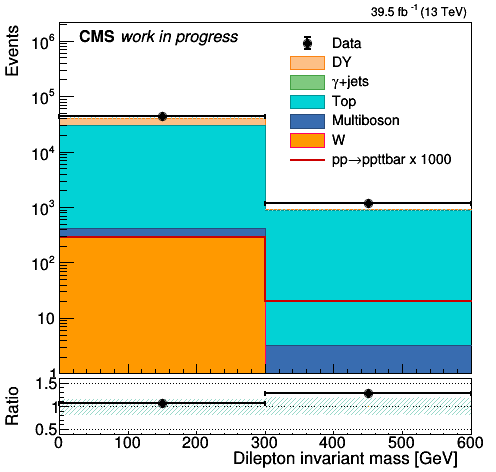 39.5 fb⁻¹ (13 TeV)
CMS work in progress
Events
10⁶
10⁵
10⁴
10³
10²
10
1
Data
DY
γ+jets
Top
Multiboson
W
pp→ppttbar x 1000
Ratio
1.5
1
0.5
0 100 200 300 400 500 600
Dilepton invariant mass [GeV]